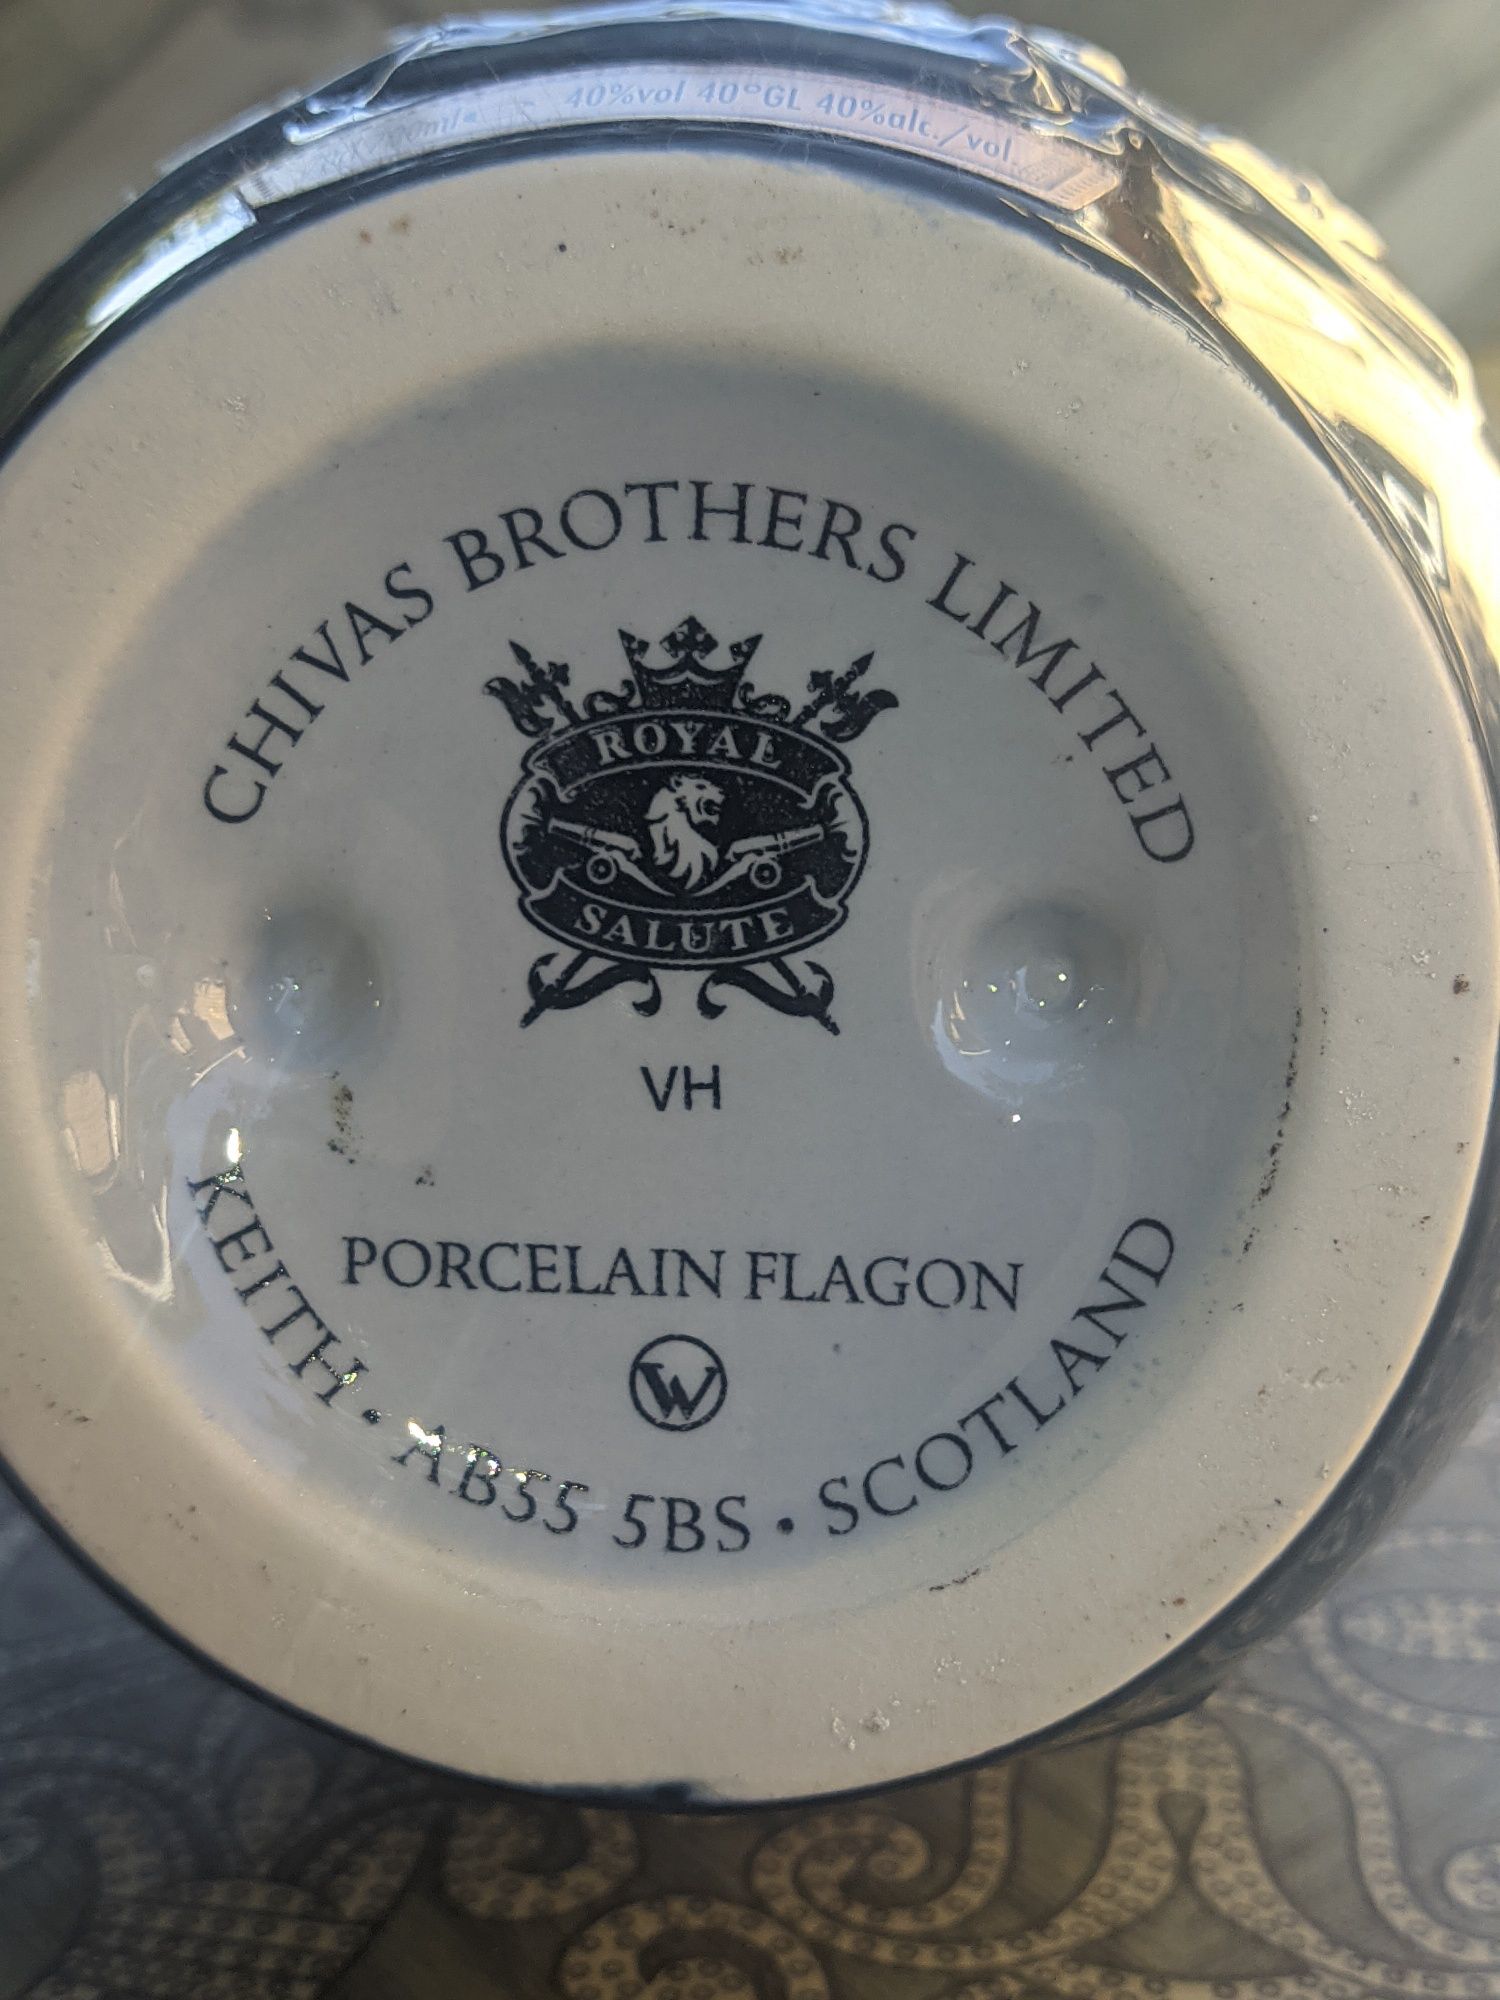 40%vol 40°GL 40%alc./vol.
CHIVAS BROTHERS LIMITED
ROYAL
SALUTE
VH
PORCELAIN FLAGON
W
KEITH • AB55 5BS • SCOTLAND